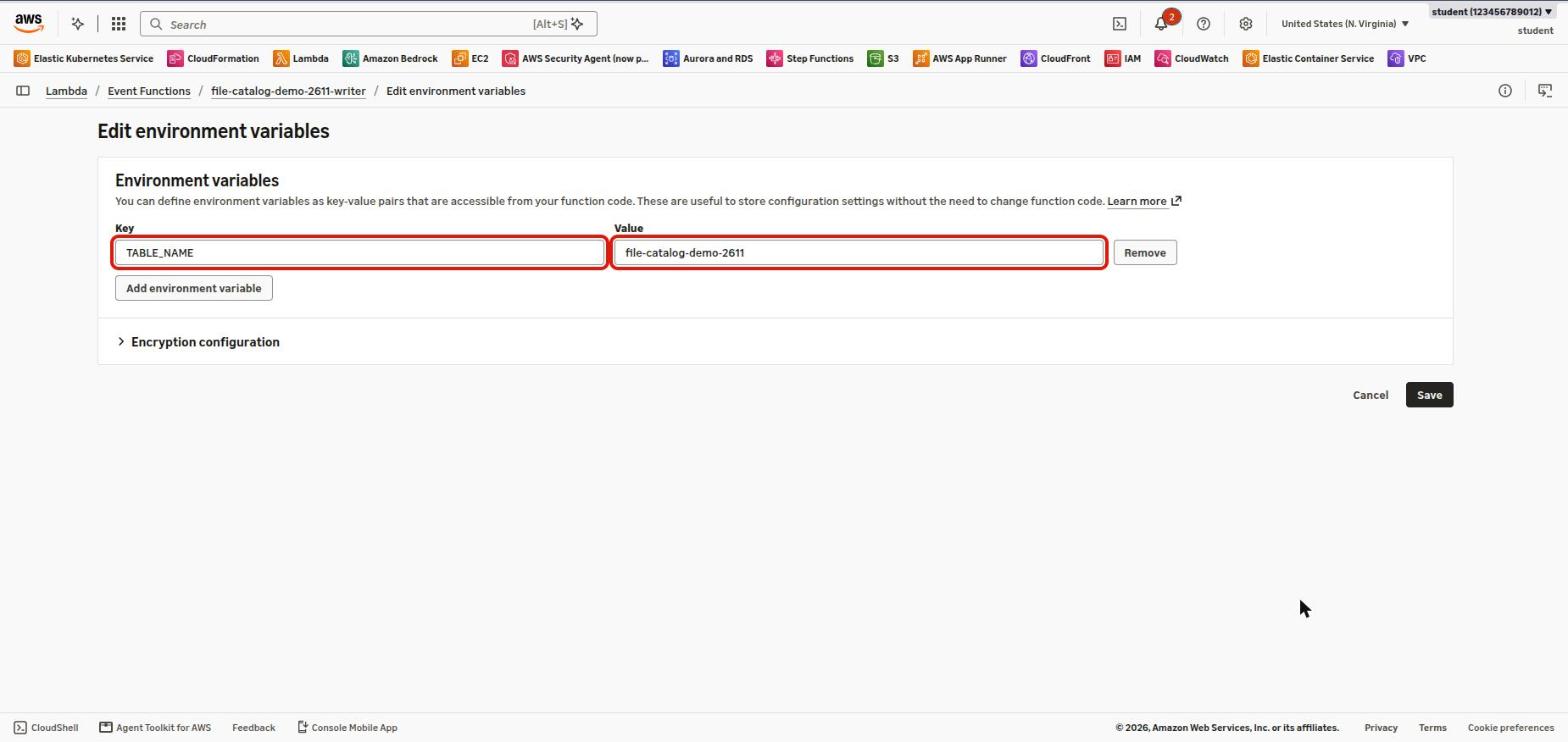 aws
Search [Alt+S]
2
United States (N. Virginia)
student (123456789012)
student
Elastic Kubernetes Service CloudFormation Lambda Amazon Bedrock EC2 AWS Security Agent (now p... Aurora and RDS Step Functions S3 AWS App Runner CloudFront IAM CloudWatch Elastic Container Service VPC
Lambda / Event Functions / file-catalog-demo-2611-writer / Edit environment variables
Edit environment variables
Environment variables
You can define environment variables as key-value pairs that are accessible from your function code. These are useful to store configuration settings without the need to change function code. Learn more
Key Value
TABLE_NAME file-catalog-demo-2611 Remove
Add environment variable
Encryption configuration
Cancel Save
CloudShell Agent Toolkit for AWS Feedback Console Mobile App © 2026, Amazon Web Services, Inc. or its affiliates. Privacy Terms Cookie preferences